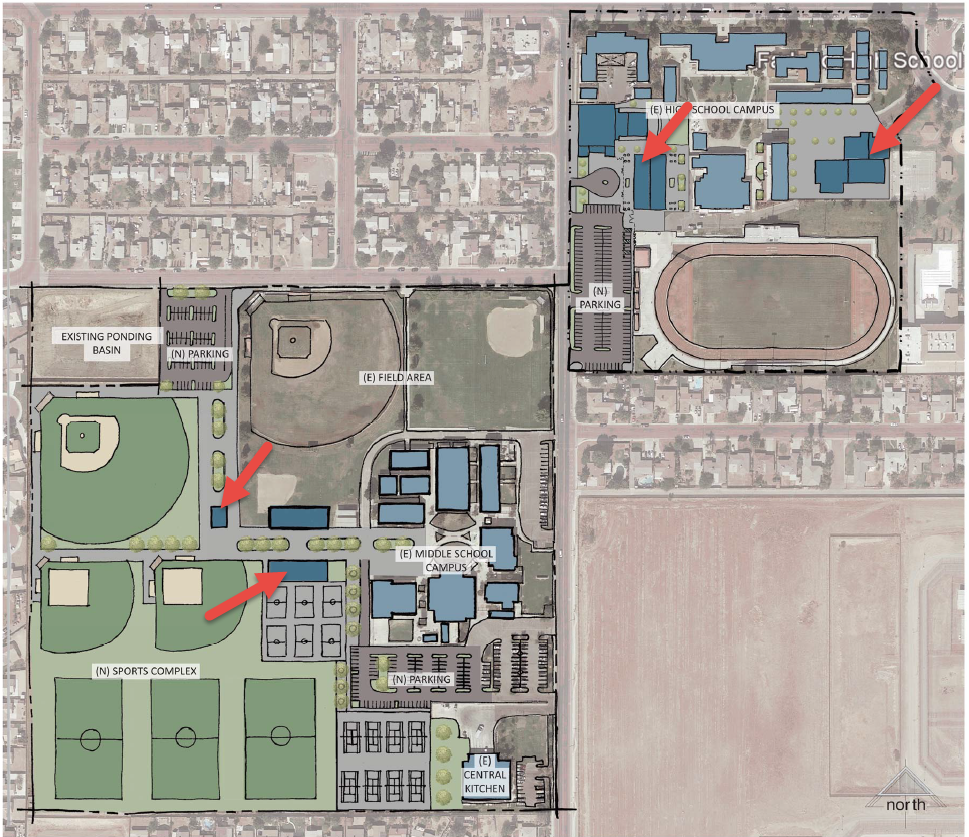 School
(E) HIGH SCHOOL CAMPUS
(N)
PARKING
EXISTING PONDING
BASIN
(N) PARKING
(E) FIELD AREA
(E) MIDDLE SCHOOL
CAMPUS
(N) SPORTS COMPLEX
(N) PARKING
(E)
CENTRAL
KITCHEN
north